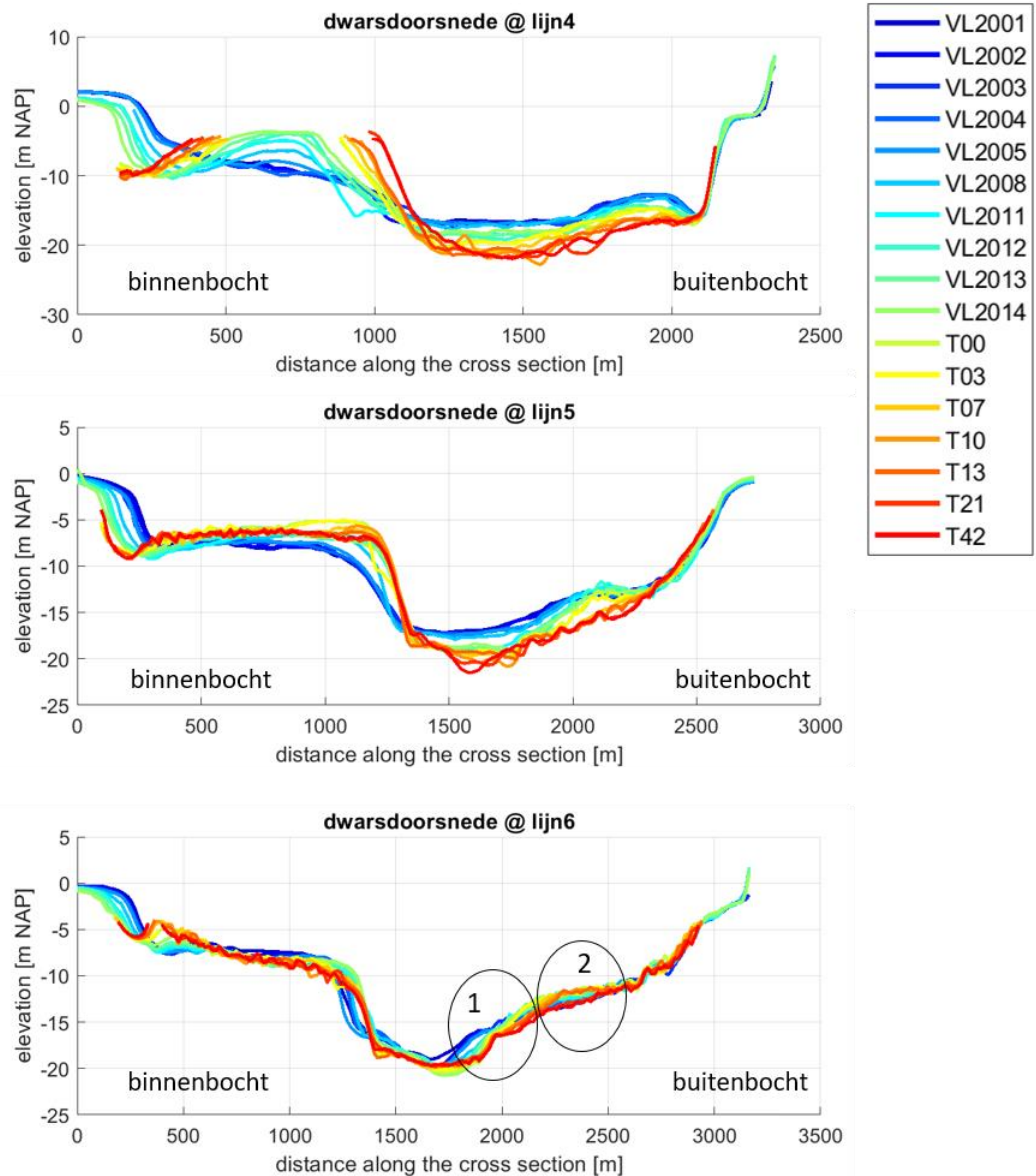 dwarsdoorsnede @ lijn4
elevation [m NAP]
10
0
-10
-20
-30
binnenbocht
buitenbocht
0 500 1000 1500 2000 2500
distance along the cross section [m]
VL2001
VL2002
VL2003
VL2004
VL2005
VL2008
VL2011
VL2012
VL2013
VL2014
T00
T03
T07
T10
T13
T21
T42
dwarsdoorsnede @ lijn5
elevation [m NAP]
5
0
-5
-10
-15
-20
-25
binnenbocht
buitenbocht
0 500 1000 1500 2000 2500 3000
distance along the cross section [m]
dwarsdoorsnede @ lijn6
elevation [m NAP]
5
0
-5
-10
-15
-20
-25
1
2
binnenbocht
buitenbocht
0 500 1000 1500 2000 2500 3000 3500
distance along the cross section [m]